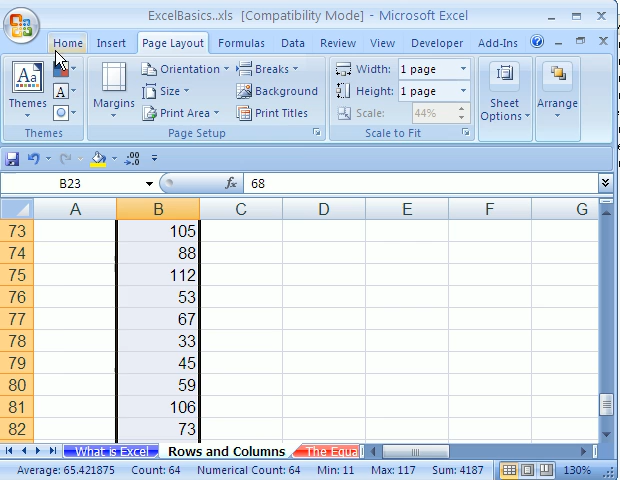 ExcelBasics..xls [Compatibility Mode] - Microsoft Excel
Home Insert Page Layout Formulas Data Review View Developer Add-Ins
Aa Themes A Margins Orientation Size Print Area Breaks Background Print Titles Width: 1 page Height: 1 page Scale: 44% Sheet Options Arrange
Themes Page Setup Scale to Fit
B23 fx 68
A B C D E F G
73 105
74 88
75 112
76 53
77 67
78 33
79 45
80 59
81 106
82 73
What is Excel Rows and Columns The Equa
Average: 65.421875 Count: 64 Numerical Count: 64 Min: 11 Max: 117 Sum: 4187 130%